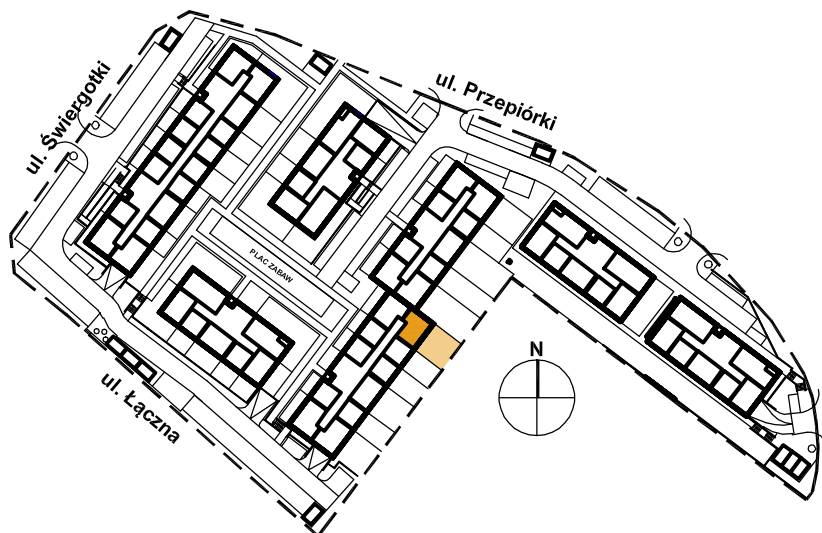 ul. Świergotki
ul. Przepiórki
PLAC ZABAW
N
ul. Łączna